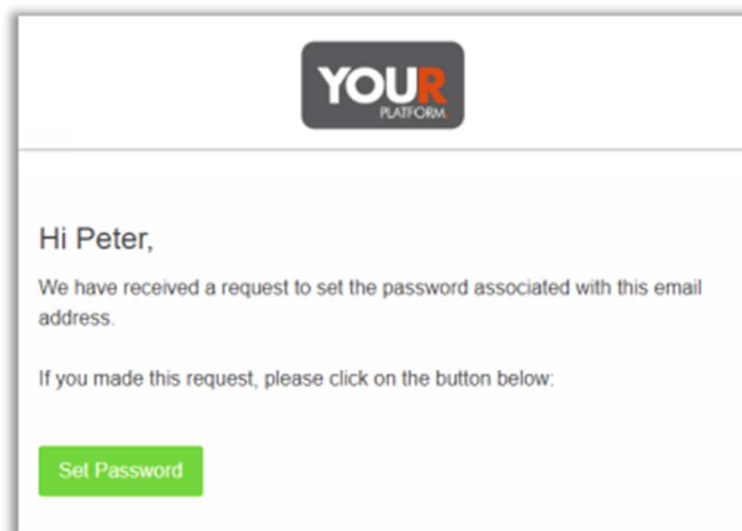 YOUR
PLATFORM.
Hi Peter,
We have received a request to set the password associated with this email
address.
If you made this request, please click on the button below:
Set Password